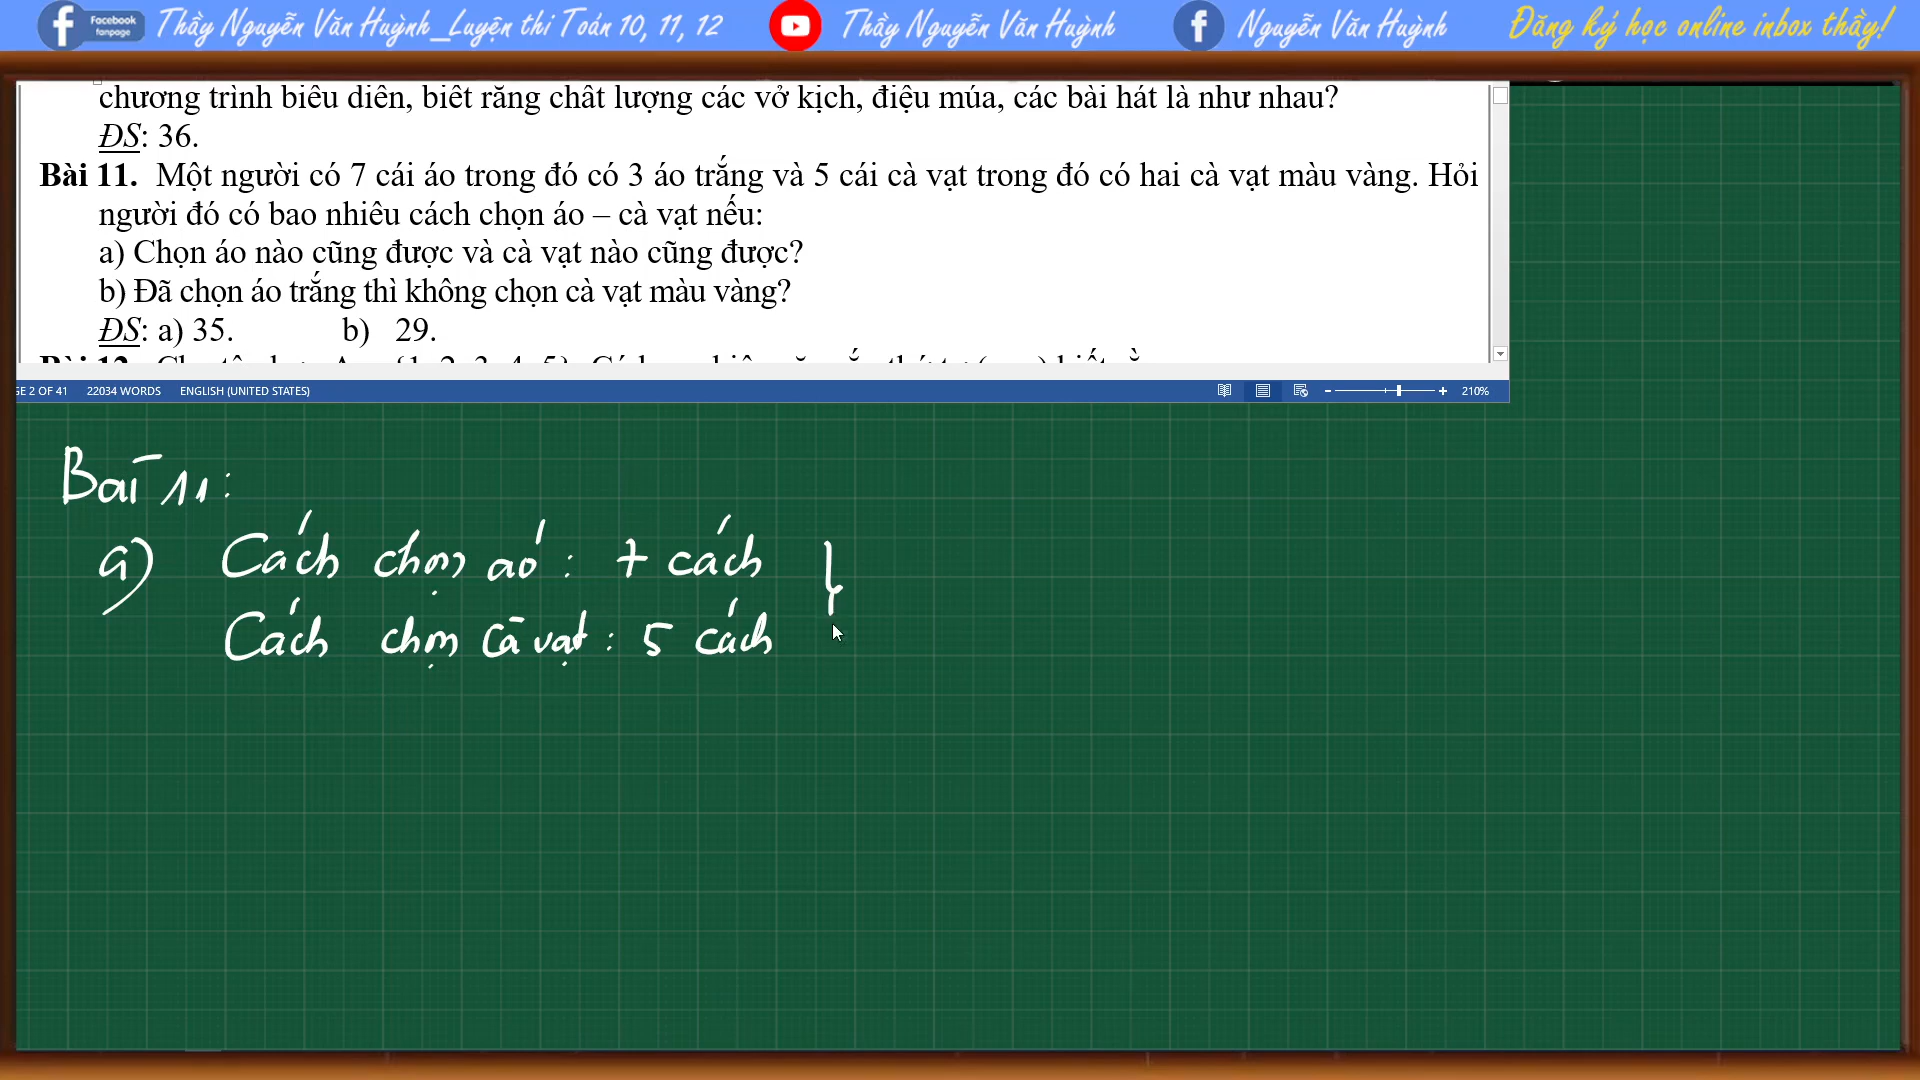 Facebook fanpage Thầy Nguyễn Văn Huỳnh_Luyện thi Toán 10, 11, 12 Thầy Nguyễn Văn Huỳnh Nguyễn Văn Huỳnh Đăng ký học online inbox thầy!
chương trình biểu diễn, biết rằng chất lượng các vở kịch, điệu múa, các bài hát là như nhau?
ĐS: 36.
Bài 11. Một người có 7 cái áo trong đó có 3 áo trắng và 5 cái cà vạt trong đó có hai cà vạt màu vàng. Hỏi
người đó có bao nhiêu cách chọn áo – cà vạt nếu:
a) Chọn áo nào cũng được và cà vạt nào cũng được?
b) Đã chọn áo trắng thì không chọn cà vạt màu vàng?
ĐS: a) 35. b) 29.
GE 2 OF 41 22034 WORDS ENGLISH (UNITED STATES) 210%
Bài 11:
a) Cách chọn áo: 7 cách
Cách chọn cà vạt: 5 cách